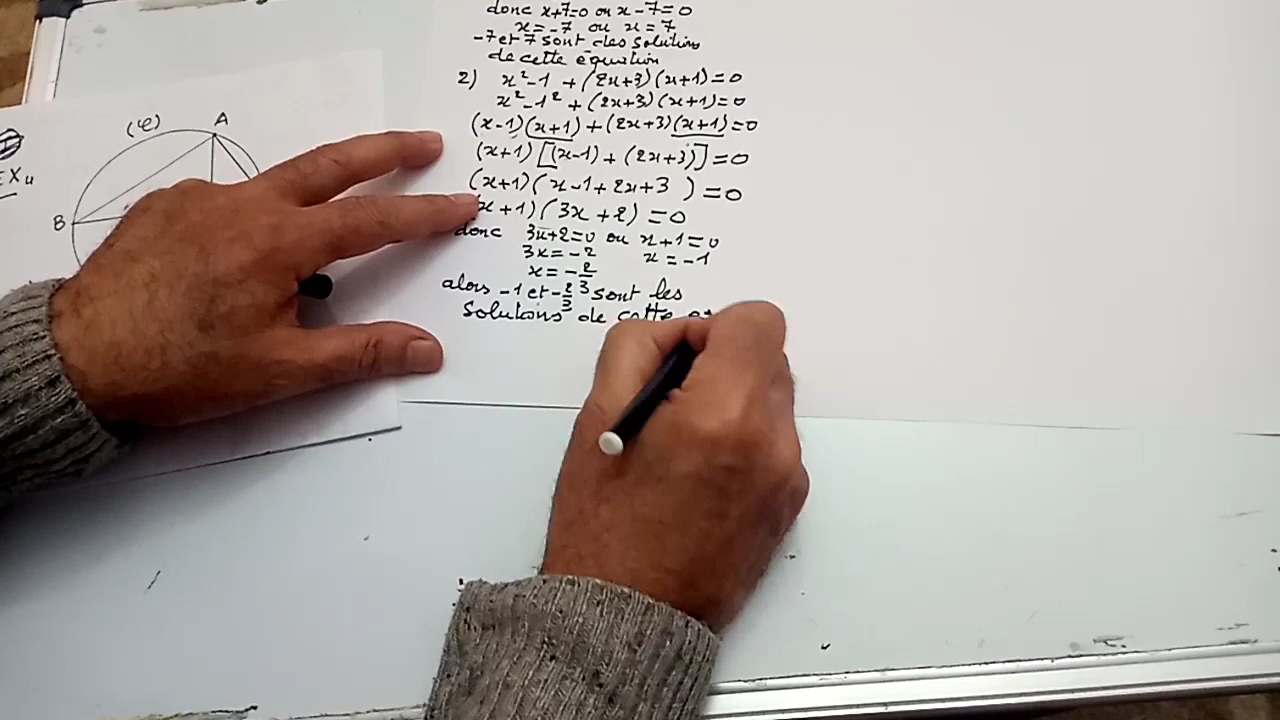 donc x+7=0 ou x-7=0
x=-7 ou x=7
-7 et 7 sont des solutions
de cette équation
2) x²-1 +(2x+3)(x+1)=0
x²-1²+(2x+3)(x+1)=0
(x-1)(x+1)+(2x+3)(x+1)=0
(x+1)[(x-1)+(2x+3)]=0
(x+1)(x-1+2x+3 )=0
(x+1)(3x+2)=0
donc 3x+2=0 ou x+1=0
3x=-2 x=-1
x=-2/3
alors -1 et -2/3 sont les
solutions de cette
(C) A
EX4
B